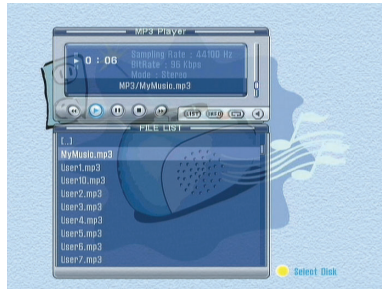 MP3 Player
0 : 06
Sampling Rate : 44100 Hz
BitRate : 96 Kbps
Mode : Stereo
MP3/MyMusic.mp3
LIST
FILE LIST
[..]
MyMusic.mp3
User1.mp3
User10.mp3
User2.mp3
User3.mp3
User4.mp3
User5.mp3
User6.mp3
User7.mp3
Select Disk